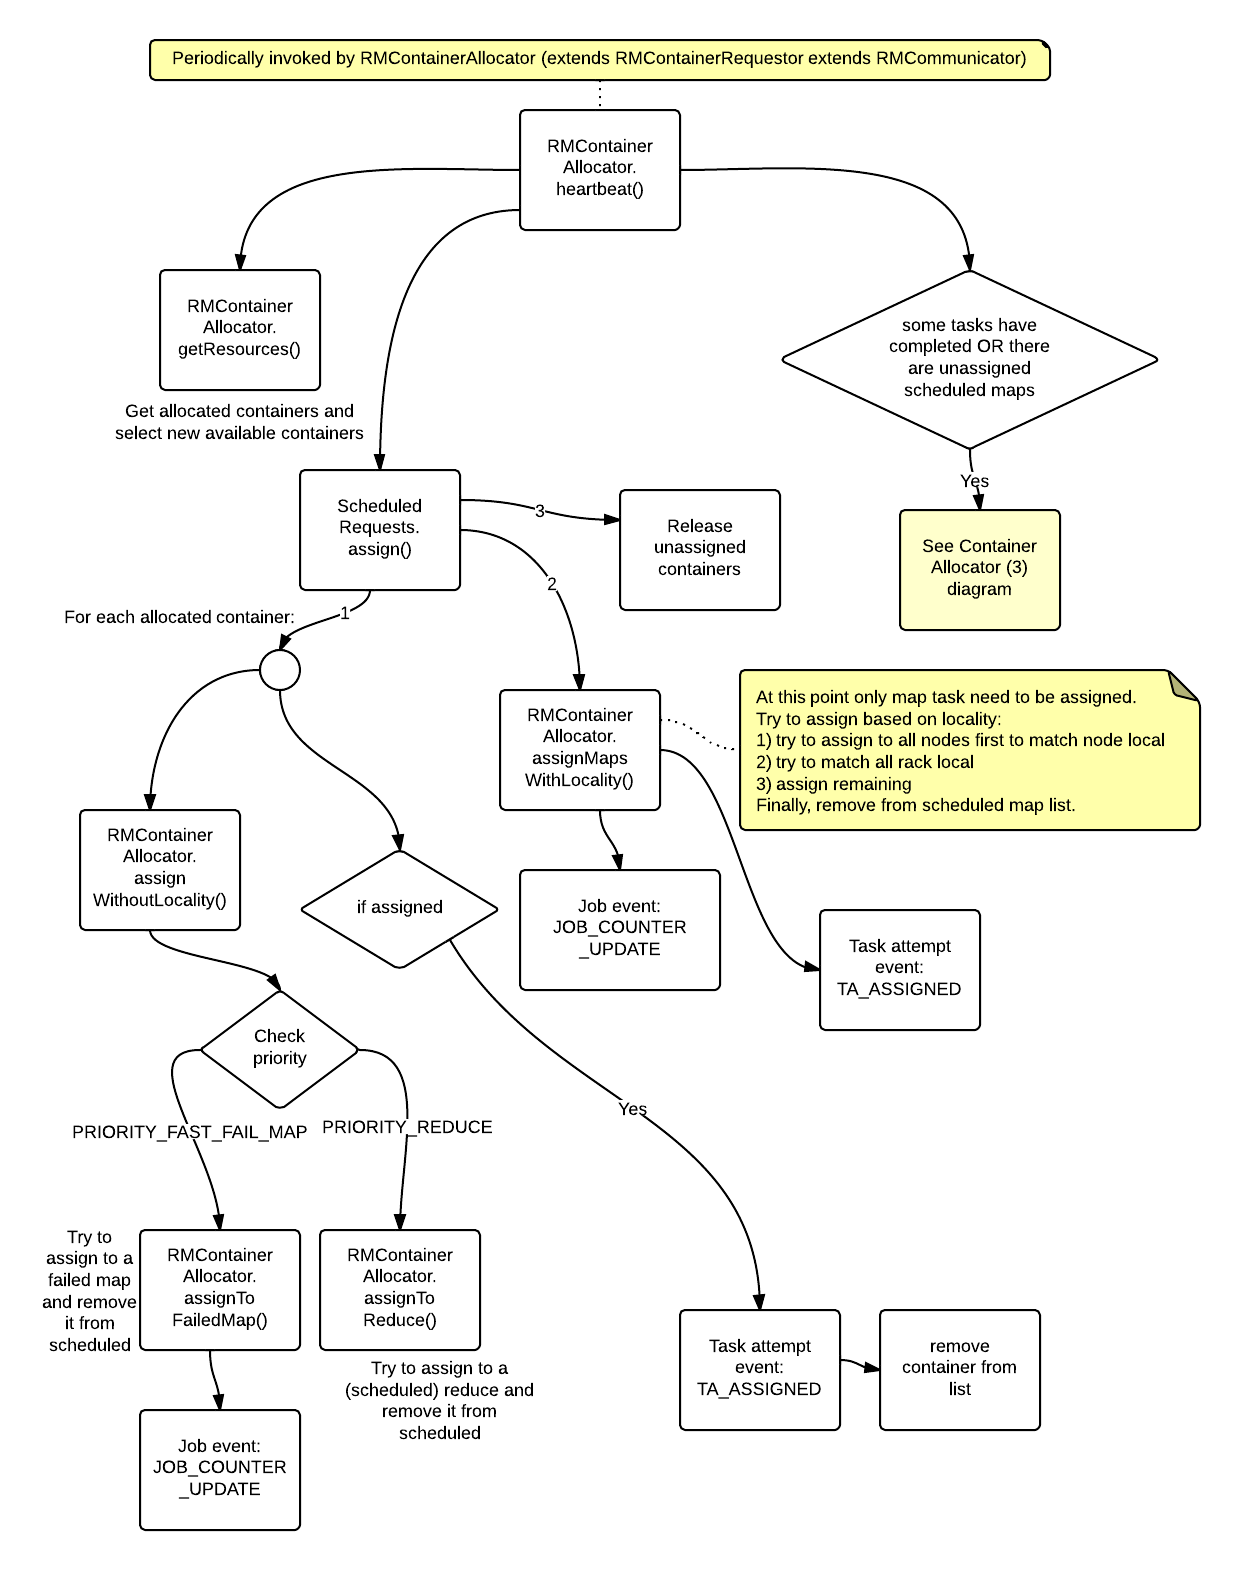 Periodically invoked by RMContainerAllocator (extends RMContainerRequestor extends RMCommunicator)
RMContainer
Allocator.
heartbeat()
RMContainer
Allocator.
getResources()
Get allocated containers and
select new available containers
some tasks have
completed OR there
are unassigned
scheduled maps
Yes
See Container
Allocator (3)
diagram
Scheduled
Requests.
assign()
3
Release
unassigned
containers
2
For each allocated container:
1
RMContainer
Allocator.
assignMaps
WithLocality()
At this point only map task need to be assigned.
Try to assign based on locality:
1) try to assign to all nodes first to match node local
2) try to match all rack local
3) assign remaining
Finally, remove from scheduled map list.
RMContainer
Allocator.
assign
WithoutLocality()
if assigned
Job event:
JOB_COUNTER
_UPDATE
Task attempt
event:
TA_ASSIGNED
Check
priority
Yes
PRIORITY_FAST_FAIL_MAP
PRIORITY_REDUCE
Try to
assign to a
failed map
and remove
it from
scheduled
RMContainer
Allocator.
assignTo
FailedMap()
RMContainer
Allocator.
assignTo
Reduce()
Try to assign to a
(scheduled) reduce and
remove it from
scheduled
Task attempt
event:
TA_ASSIGNED
remove
container from
list
Job event:
JOB_COUNTER
_UPDATE